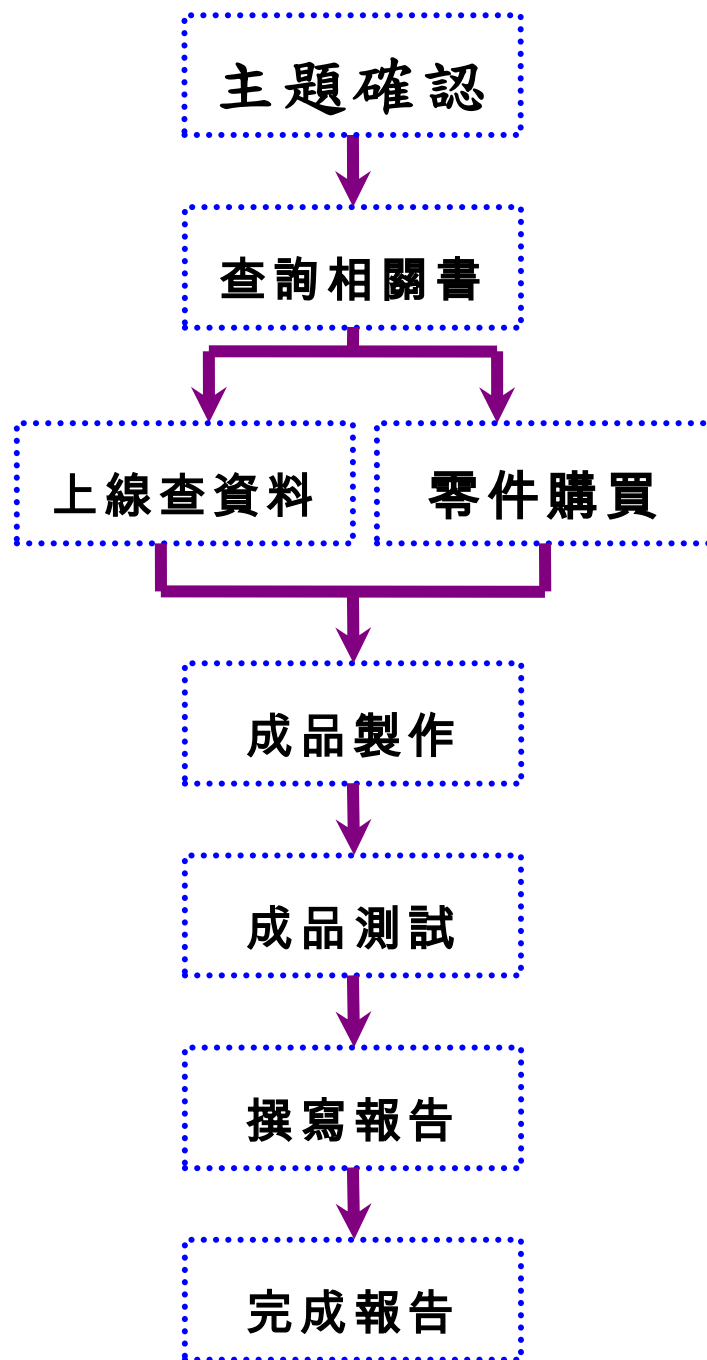 主題確認
查詢相關書
上線查資料
零件購買
成品製作
成品測試
撰寫報告
完成報告